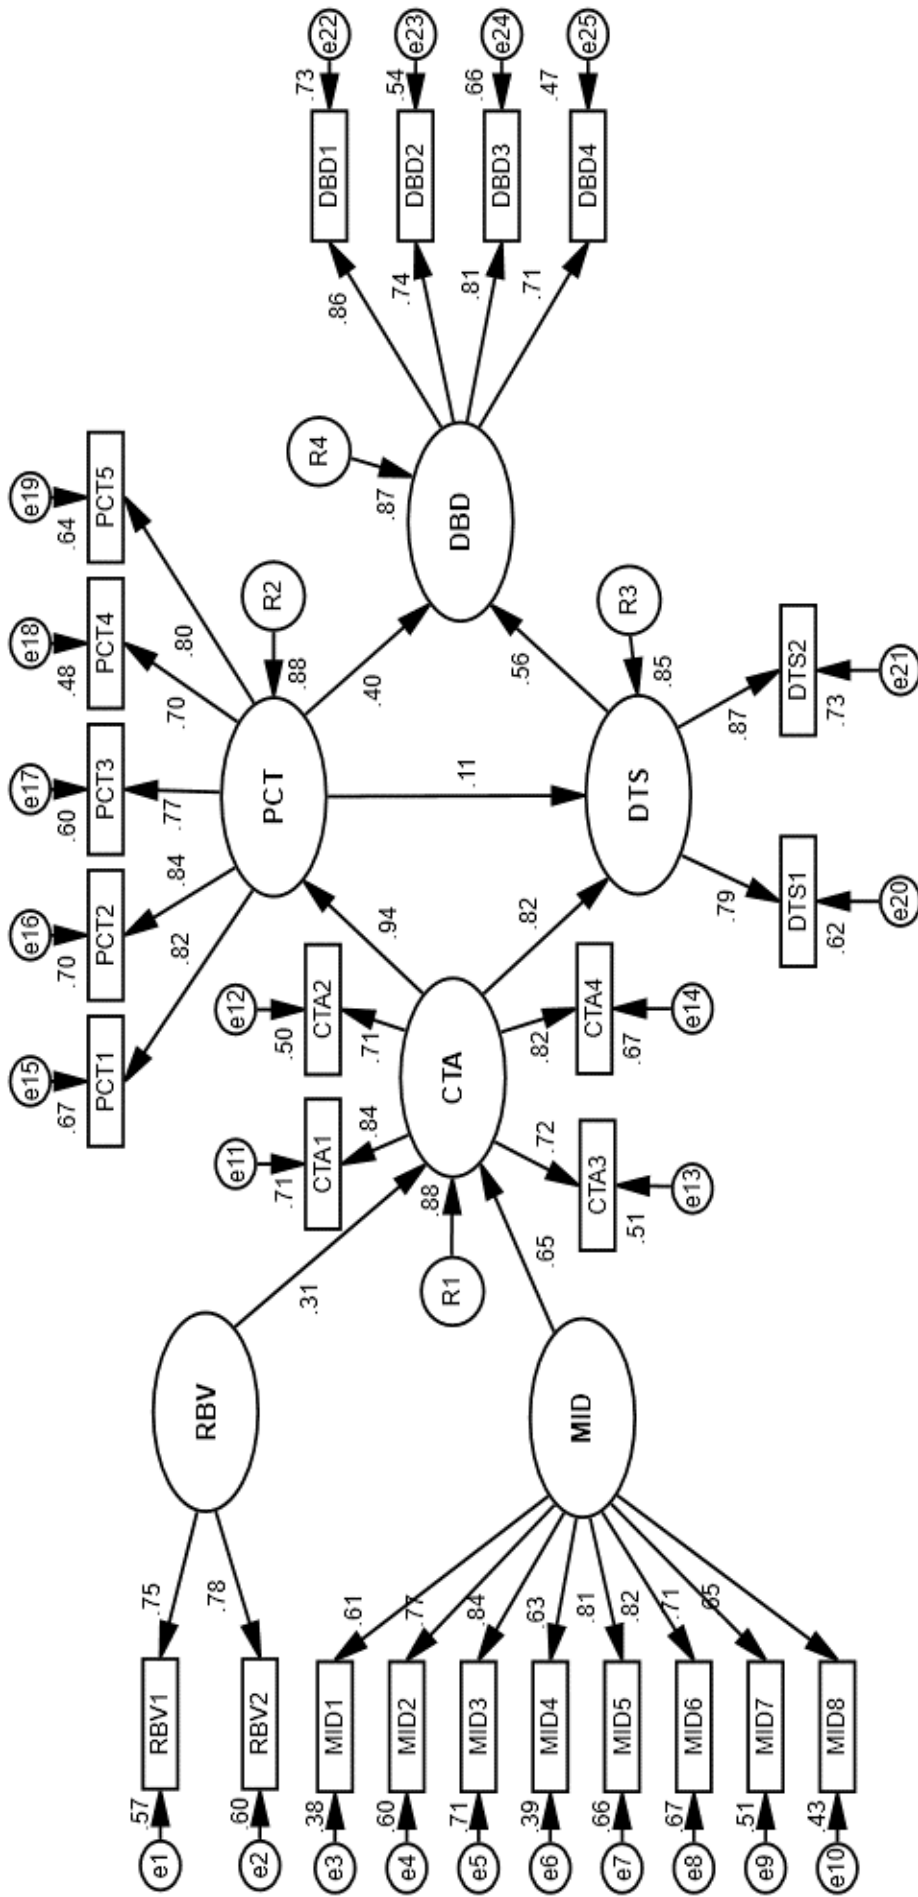 e1
.57
RBV1
.75
e2
.60
RBV2
.78
RBV
e3
.38
MID1
.61
e4
.60
MID2
.77
e5
.71
MID3
.84
e6
.39
MID4
.63
e7
.66
MID5
.81
e8
.67
MID6
.82
e9
.51
MID7
.71
e10
.43
MID8
.65
MID
.31
.65
R1
.88
CTA
e11
.71
CTA1
.84
e12
.50
CTA2
.71
e13
.51
CTA3
.72
e14
.67
CTA4
.82
.94
.82
e15
.67
PCT1
.82
e16
.70
PCT2
.84
e17
.60
PCT3
.77
e18
.48
PCT4
.70
e19
.64
PCT5
.80
PCT
R2
.88
.11
.40
DTS
R3
.85
.56
e20
.62
DTS1
.79
e21
.73
DTS2
.87
DBD
R4
.87
.86
DBD1
.73
e22
.74
DBD2
.54
e23
.81
DBD3
.66
e24
.71
DBD4
.47
e25